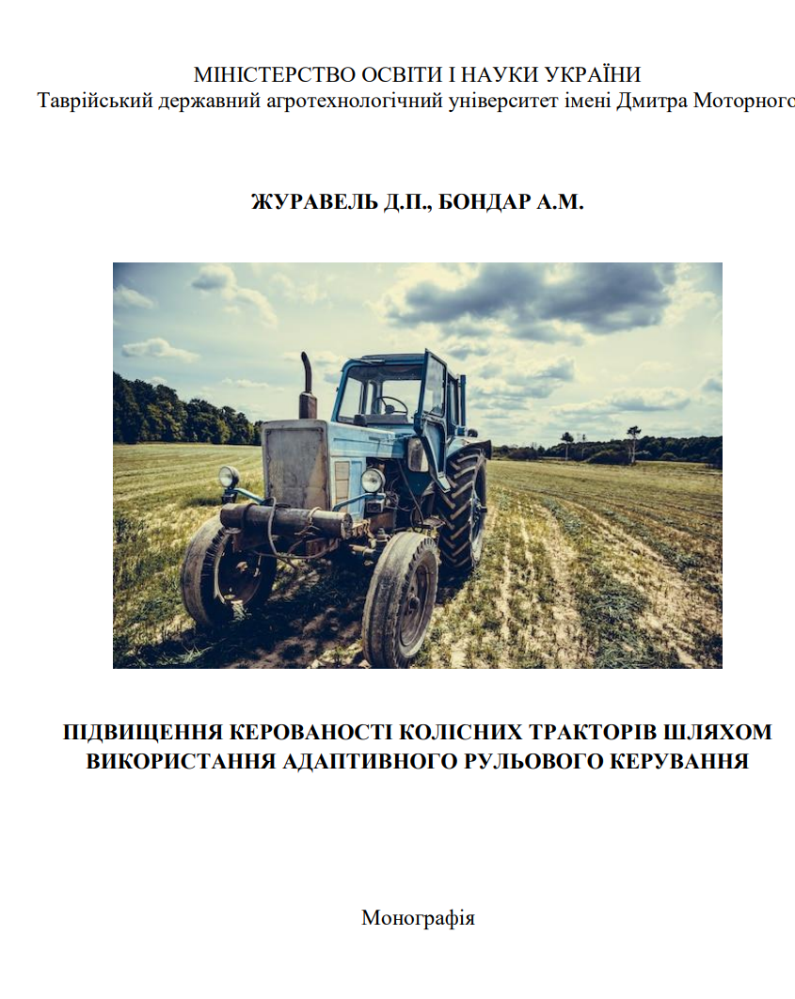 МІНІСТЕРСТВО ОСВІТИ І НАУКИ УКРАЇНИ
Таврійський державний агротехнологічний університет імені Дмитра Моторного
ЖУРАВЕЛЬ Д.П., БОНДАР А.М.
ПІДВИЩЕННЯ КЕРОВАНОСТІ КОЛІСНИХ ТРАКТОРІВ ШЛЯХОМ
ВИКОРИСТАННЯ АДАПТИВНОГО РУЛЬОВОГО КЕРУВАННЯ
Монографія